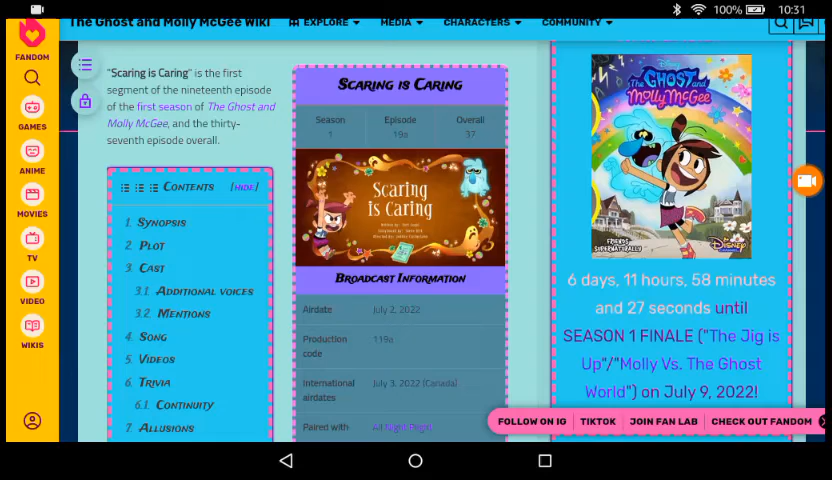 100% 10:31
The Ghost and Molly McGee Wiki
EXPLORE
MEDIA
CHARACTERS
COMMUNITY
FANDOM
GAMES
ANIME
MOVIES
TV
VIDEO
WIKIS
"Scaring is Caring" is the first
segment of the nineteenth episode
of the first season of The Ghost and
Molly McGee, and the thirty-
seventh episode overall.
CONTENTS [HIDE]
1. SYNOPSIS
2. PLOT
3. CAST
3.1. ADDITIONAL VOICES
3.2. MENTIONS
4. SONG
5. VIDEOS
6. TRIVIA
6.1. CONTINUITY
7. ALLUSIONS
SCARING IS CARING
Season Episode Overall
1 19a 37
Scaring
is Caring
BROADCAST INFORMATION
Airdate July 2, 2022
Production
code 119a
International
airdates July 3, 2022 (Canada)
Paired with All Night Plight
Disney
THE GHOST
AND
MOLLY McGEE
FRIENDS
SUPERNATURALLY
Disney
6 days, 11 hours, 58 minutes
and 27 seconds until
SEASON 1 FINALE ("The Jig is
Up"/"Molly Vs. The Ghost
World") on July 9, 2022!
FOLLOW ON IG
TIKTOK
JOIN FAN LAB
CHECK OUT FANDOM